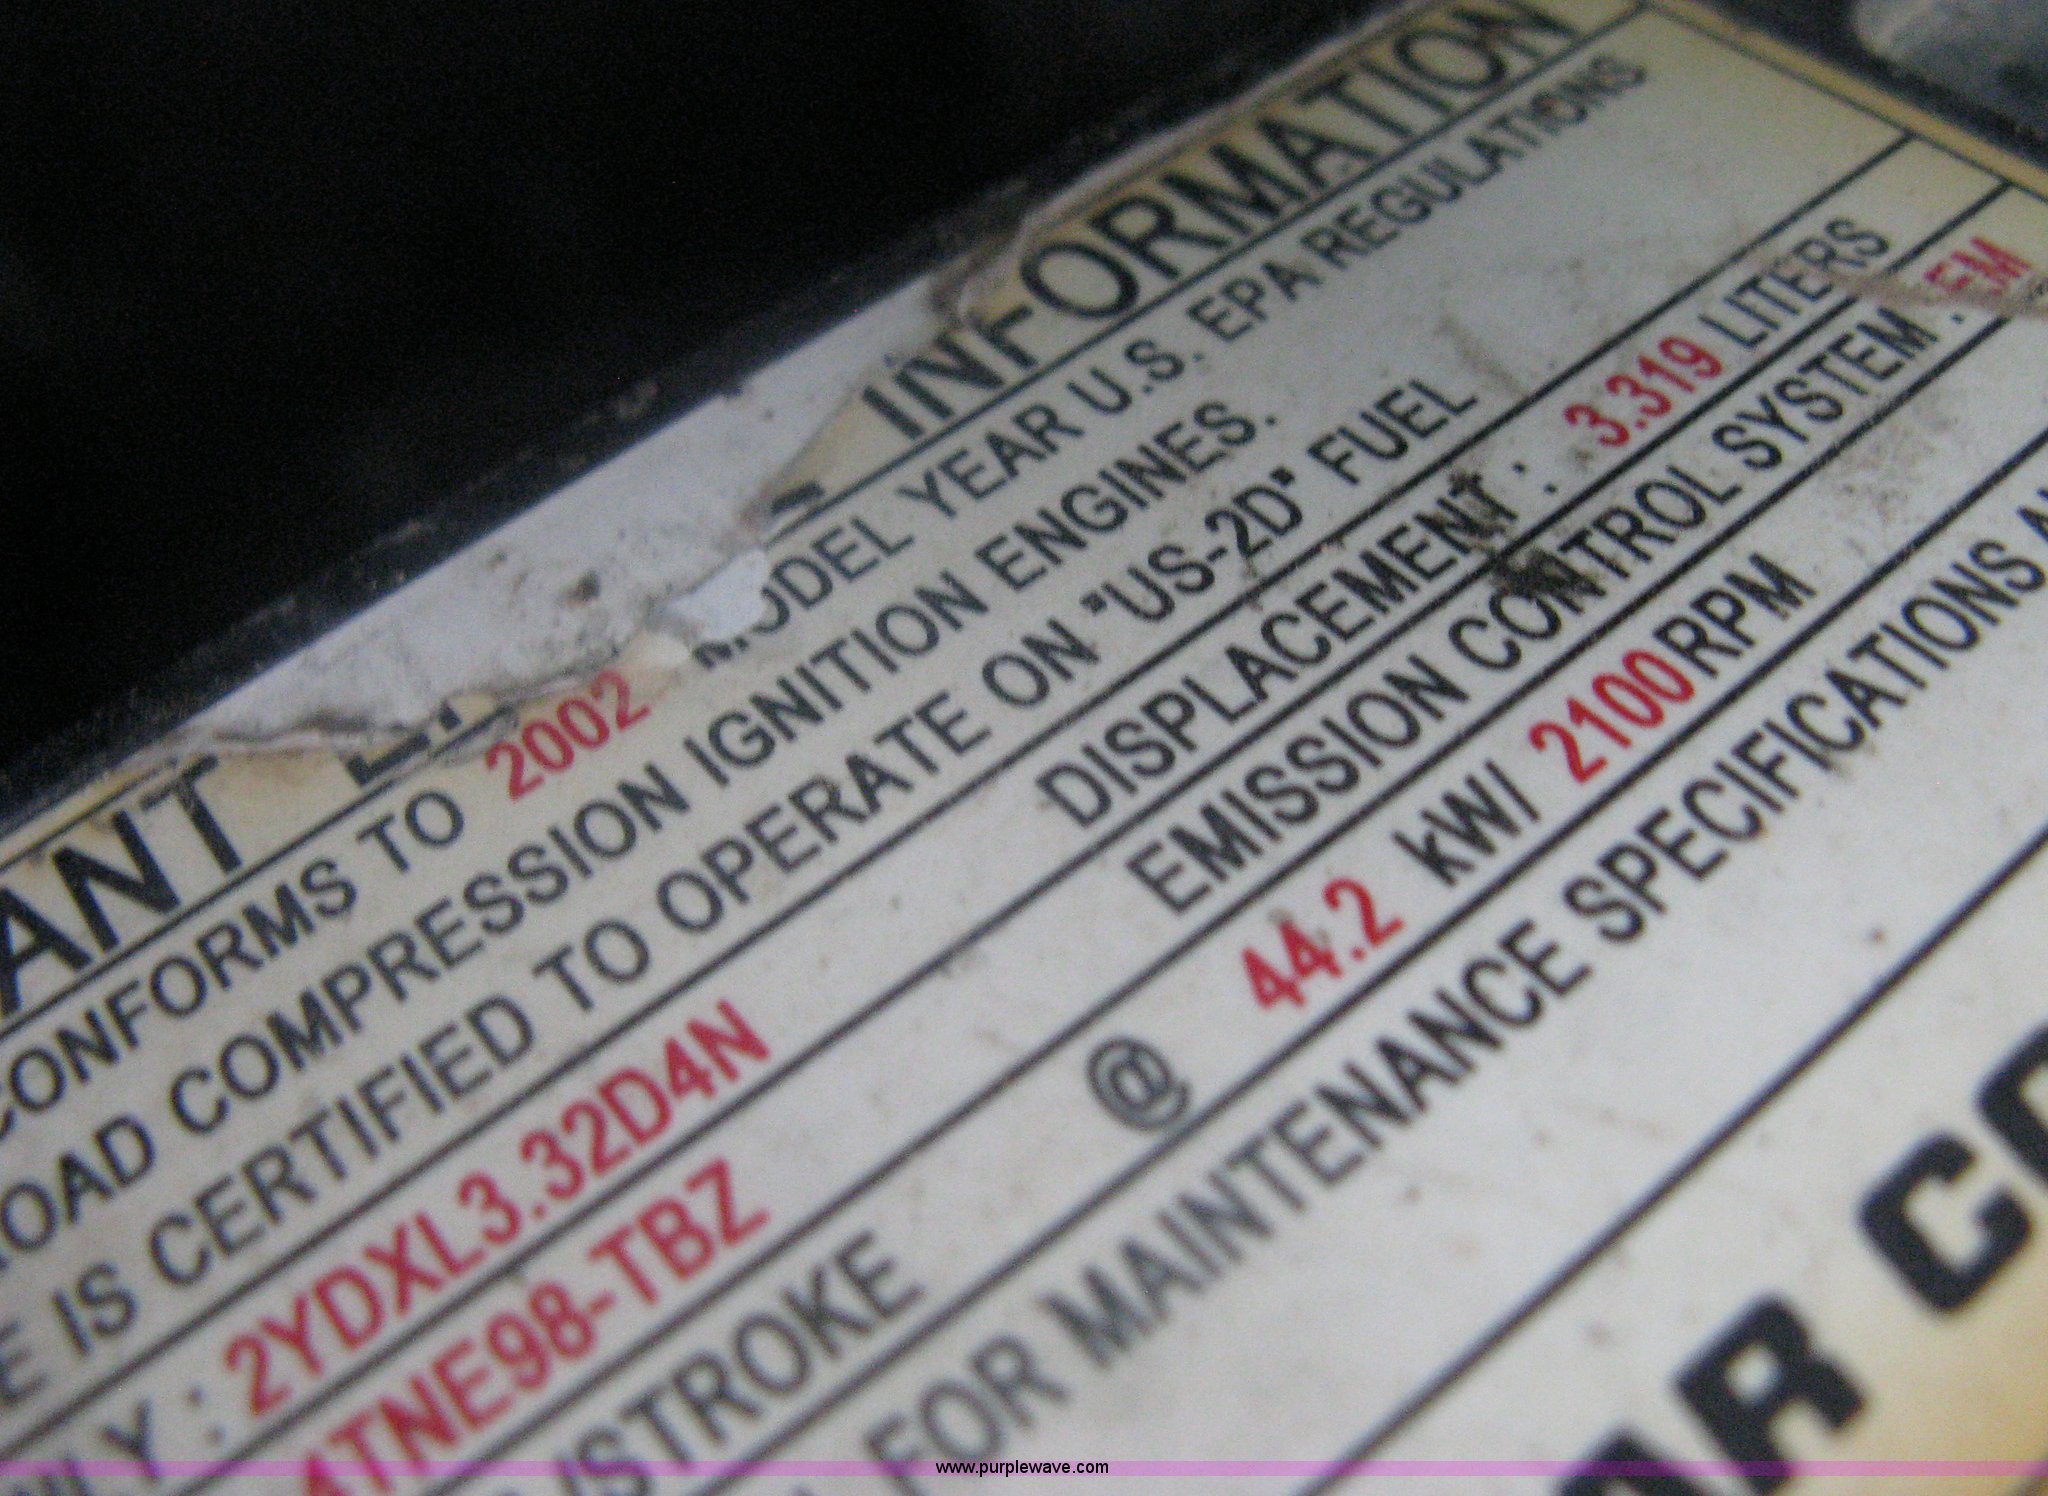 INFORMATION
CONFORMS TO 2002 MODEL YEAR U.S. EPA REGULATIONS
COMPRESSION IGNITION ENGINES.
IS CERTIFIED TO OPERATE ON "US-2D" FUEL
: 2YDXL3.32D4N DISPLACEMENT : 3.319 LITERS
4TNE98-TBZ EMISSION CONTROL SYSTEM : EM
/STROKE @ 44.2 kW/ 2100RPM
FOR MAINTENANCE SPECIFICATIONS
www.purplewave.com